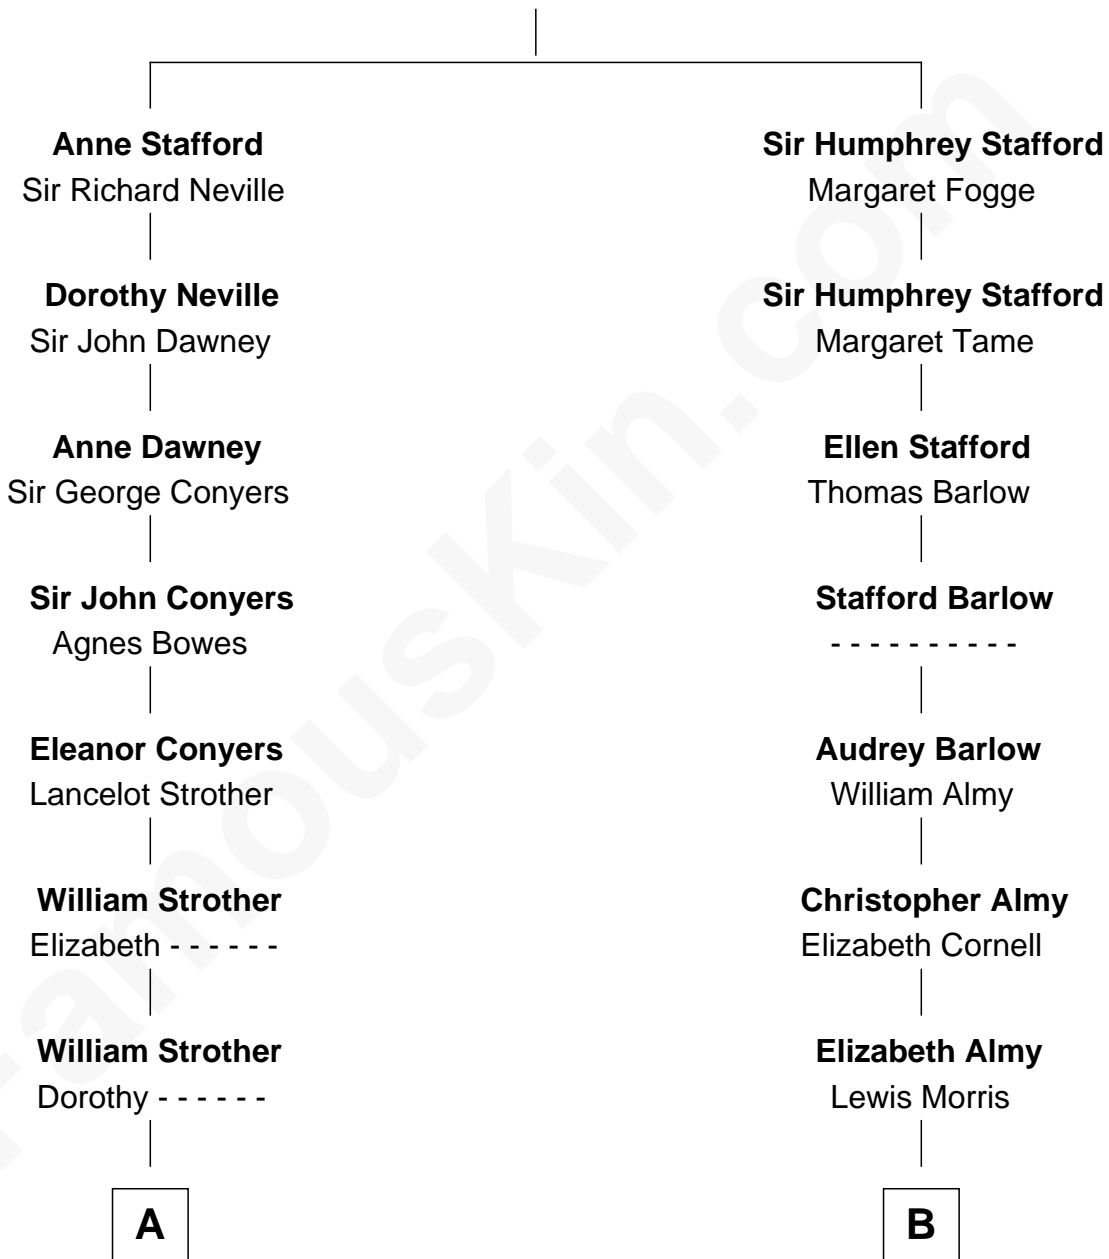 Anne Stafford
Sir Richard Neville
Dorothy Neville
Sir John Dawney
Anne Dawney
Sir George Conyers
Sir John Conyers
Agnes Bowes
Eleanor Conyers
Lancelot Strother
William Strother
Elizabeth - - - - - -
William Strother
Dorothy - - - - - -
A
Sir Humphrey Stafford
Margaret Fogge
Sir Humphrey Stafford
Margaret Tame
Ellen Stafford
Thomas Barlow
Stafford Barlow
- - - - - - - - - -
Audrey Barlow
William Almy
Christopher Almy
Elizabeth Cornell
Elizabeth Almy
Lewis Morris
B
FamousKin.com